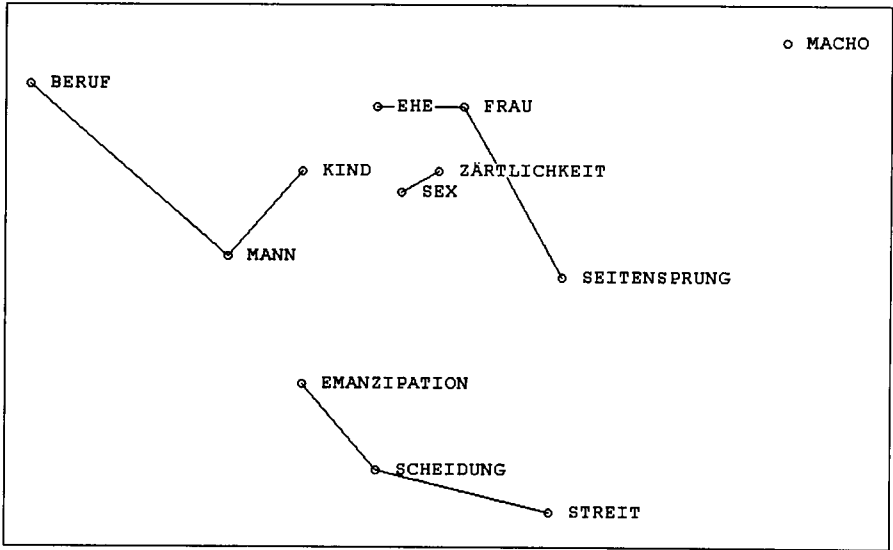 MACHO
BERUF
EHE FRAU
KIND ZÄRTLICHKEIT
SEX
MANN
SEITENSPRUNG
EMANZIPATION
SCHEIDUNG
STREIT